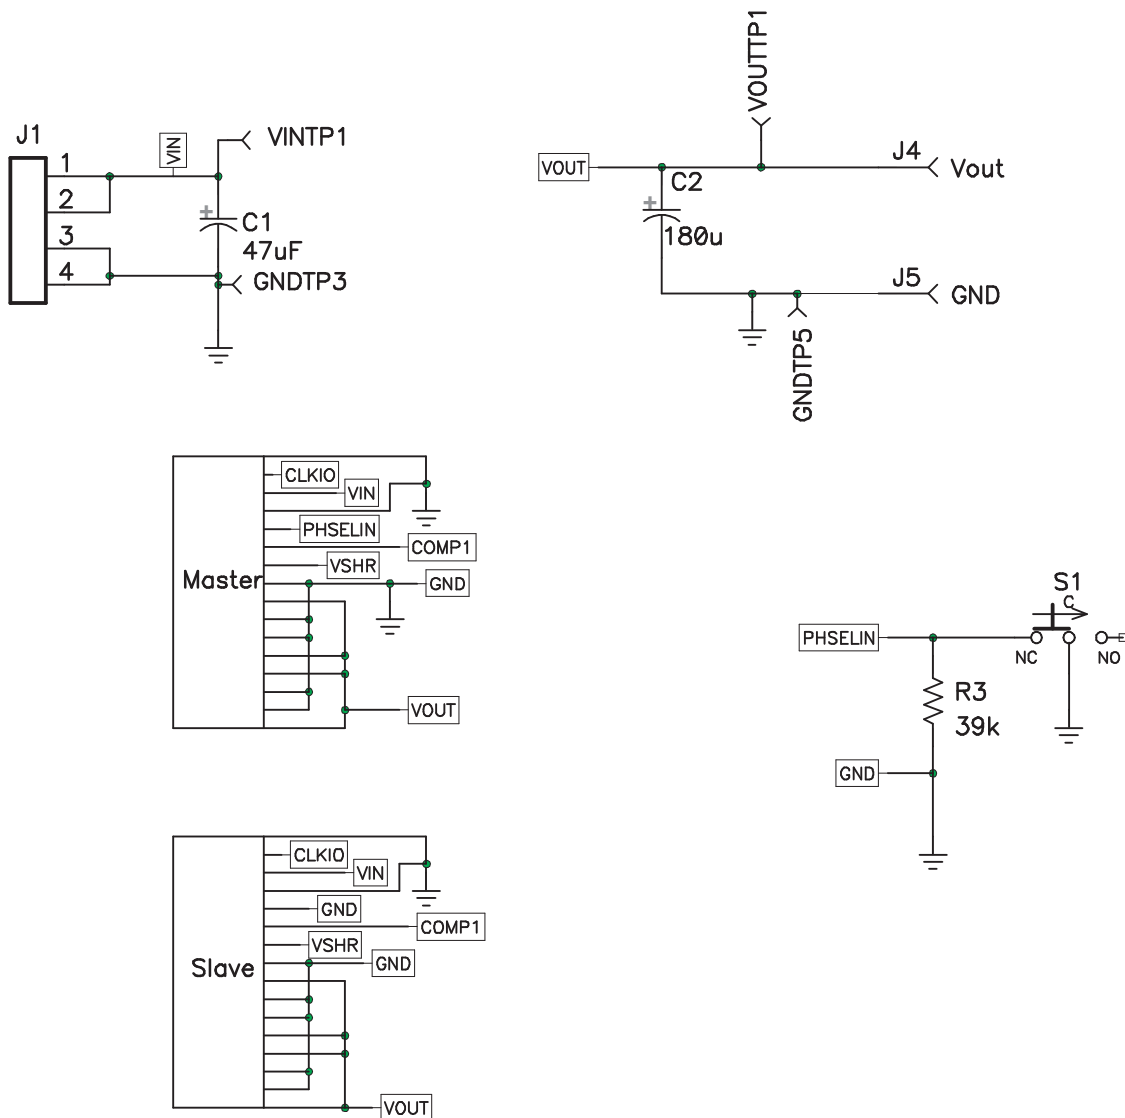 J1
1
2
3
4
VIN
VINTP1
+
C1
47uF
GNDTP3
VOUTTP1
VOUT
J4
Vout
C2
+
180u
J5
GND
GNDTP5
Master
CLKIO
VIN
PHSELIN
COMP1
VSHR
GND
VOUT
S1
C
PHSELIN
NC
NO
R3
39k
GND
Slave
CLKIO
VIN
GND
COMP1
VSHR
GND
VOUT